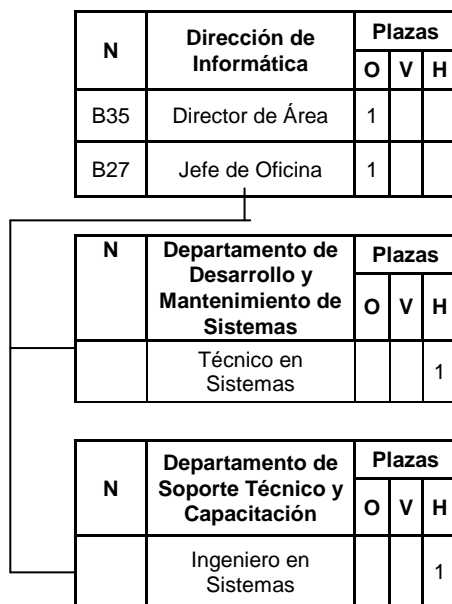 N Dirección de Informática Plazas
O V H
B35 Director de Área 1
B27 Jefe de Oficina 1
N Departamento de Desarrollo y Mantenimiento de Sistemas Plazas
O V H
Técnico en Sistemas 1
N Departamento de Soporte Técnico y Capacitación Plazas
O V H
Ingeniero en Sistemas 1